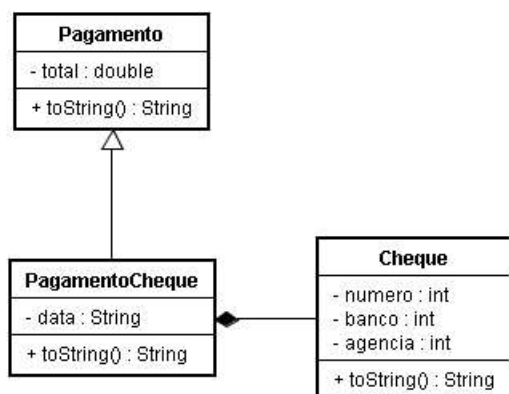 Pagamento
- total : double
+ toString() : String
PagamentoCheque
- data : String
+ toString() : String
Cheque
- numero : int
- banco : int
- agencia : int
+ toString() : String